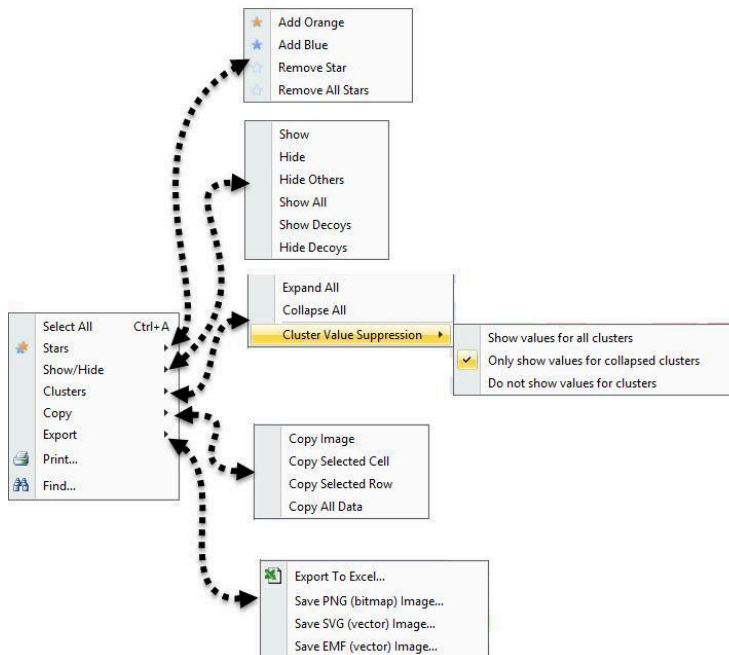 Add Orange
Add Blue
Remove Star
Remove All Stars
Show
Hide
Hide Others
Show All
Show Decoys
Hide Decoys
Expand All
Collapse All
Cluster Value Suppression
Show values for all clusters
Only show values for collapsed clusters
Do not show values for clusters
Select All Ctrl+A
Stars
Show/Hide
Clusters
Copy
Export
Print...
Find...
Copy Image
Copy Selected Cell
Copy Selected Row
Copy All Data
Export To Excel...
Save PNG (bitmap) Image...
Save SVG (vector) Image...
Save EMF (vector) Image...